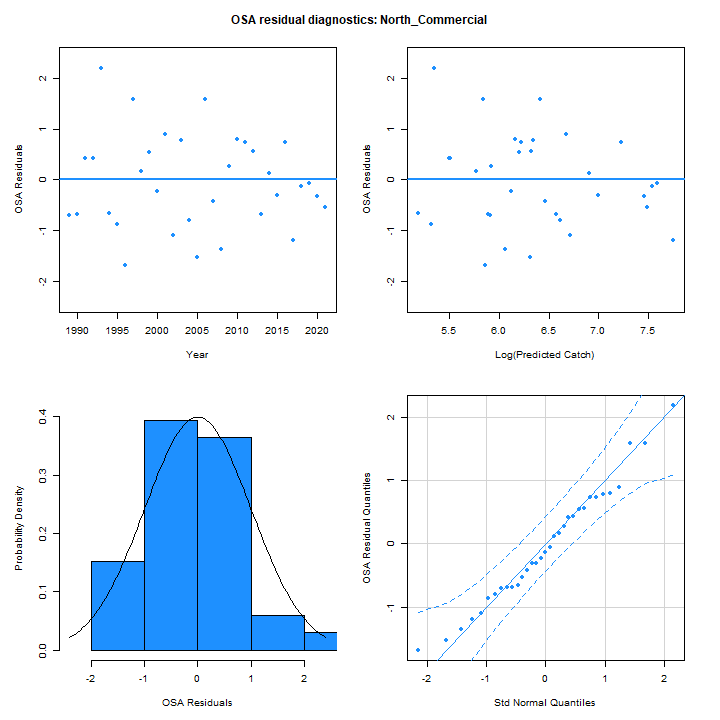 OSA residual diagnostics: North_Commercial
OSA Residuals
2
1
0
-1
-2
1990 1995 2000 2005 2010 2015 2020
Year
OSA Residuals
2
1
0
-1
-2
5.5 6.0 6.5 7.0 7.5
Log(Predicted Catch)
Probability Density
0.4
0.3
0.2
0.1
0.0
-2 -1 0 1 2
OSA Residuals
OSA Residual Quantiles
2
1
0
-1
-2 -1 0 1 2
Std Normal Quantiles